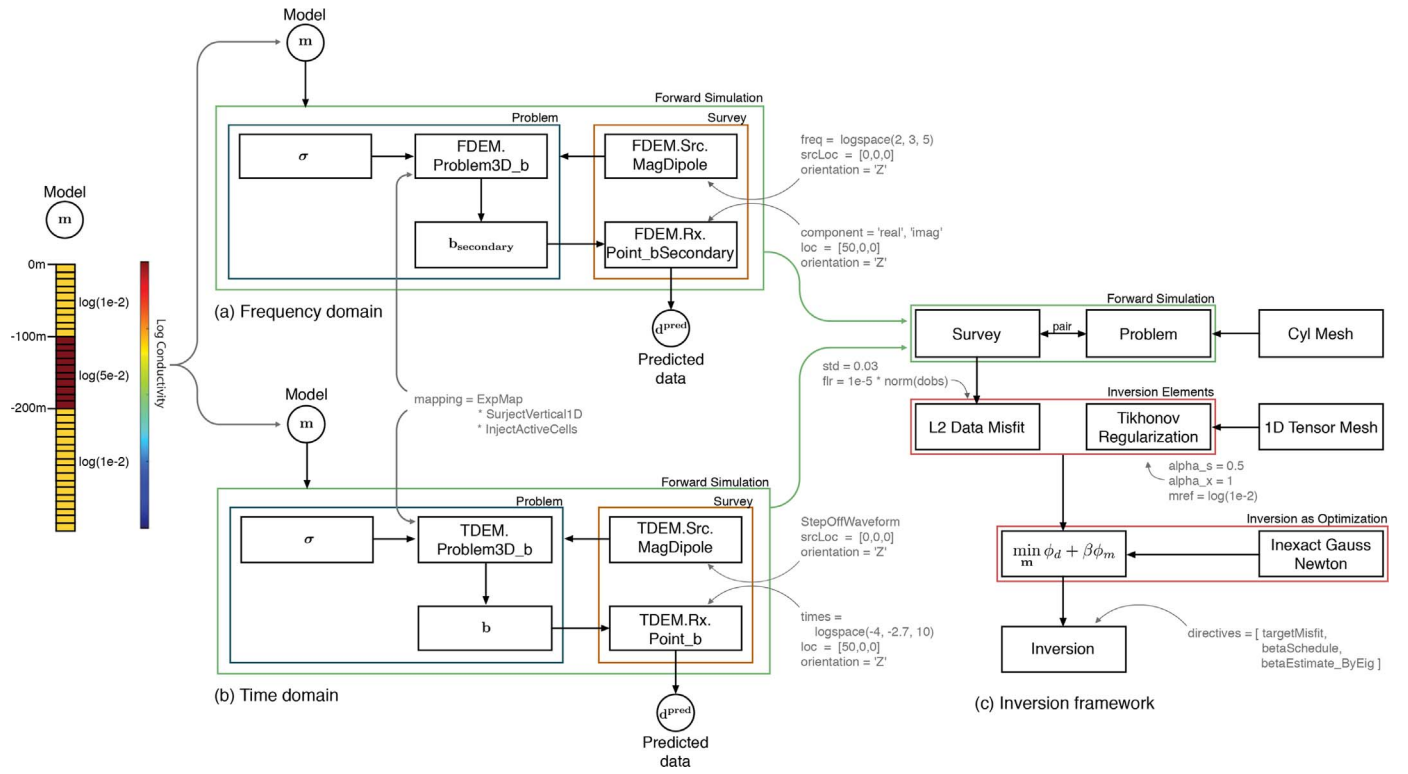 Model
m
0m
-100m
-200m
log(1e-2)
log(5e-2)
log(1e-2)
Log Conductivity
Model
m
Forward Simulation
Problem
Survey
σ
FDEM.
Problem3D_b
FDEM.Src.
MagDipole
b_secondary
FDEM.Rx.
Point_bSecondary
freq = logspace(2, 3, 5)
srcLoc = [0,0,0]
orientation = 'Z'
component = 'real', 'imag'
loc = [50,0,0]
orientation = 'Z'
(a) Frequency domain
d^pred
Predicted
data
mapping = ExpMap
* SurjectVertical1D
* InjectActiveCells
Model
m
Forward Simulation
Problem
Survey
σ
TDEM.
Problem3D_b
TDEM.Src.
MagDipole
b
TDEM.Rx.
Point_b
StepOffWaveform
srcLoc = [0,0,0]
orientation = 'Z'
times =
logspace(-4, -2.7, 10)
loc = [50,0,0]
orientation = 'Z'
(b) Time domain
d^pred
Predicted
data
Forward Simulation
Survey
pair
Problem
Cyl Mesh
std = 0.03
flr = 1e-5 * norm(dobs)
Inversion Elements
L2 Data Misfit
Tikhonov
Regularization
1D Tensor Mesh
alpha_s = 0.5
alpha_x = 1
mref = log(1e-2)
Inversion as Optimization
min_m ϕ_d + βϕ_m
Inexact Gauss
Newton
Inversion
directives = [ targetMisfit,
betaSchedule,
betaEstimate_ByEig ]
(c) Inversion framework